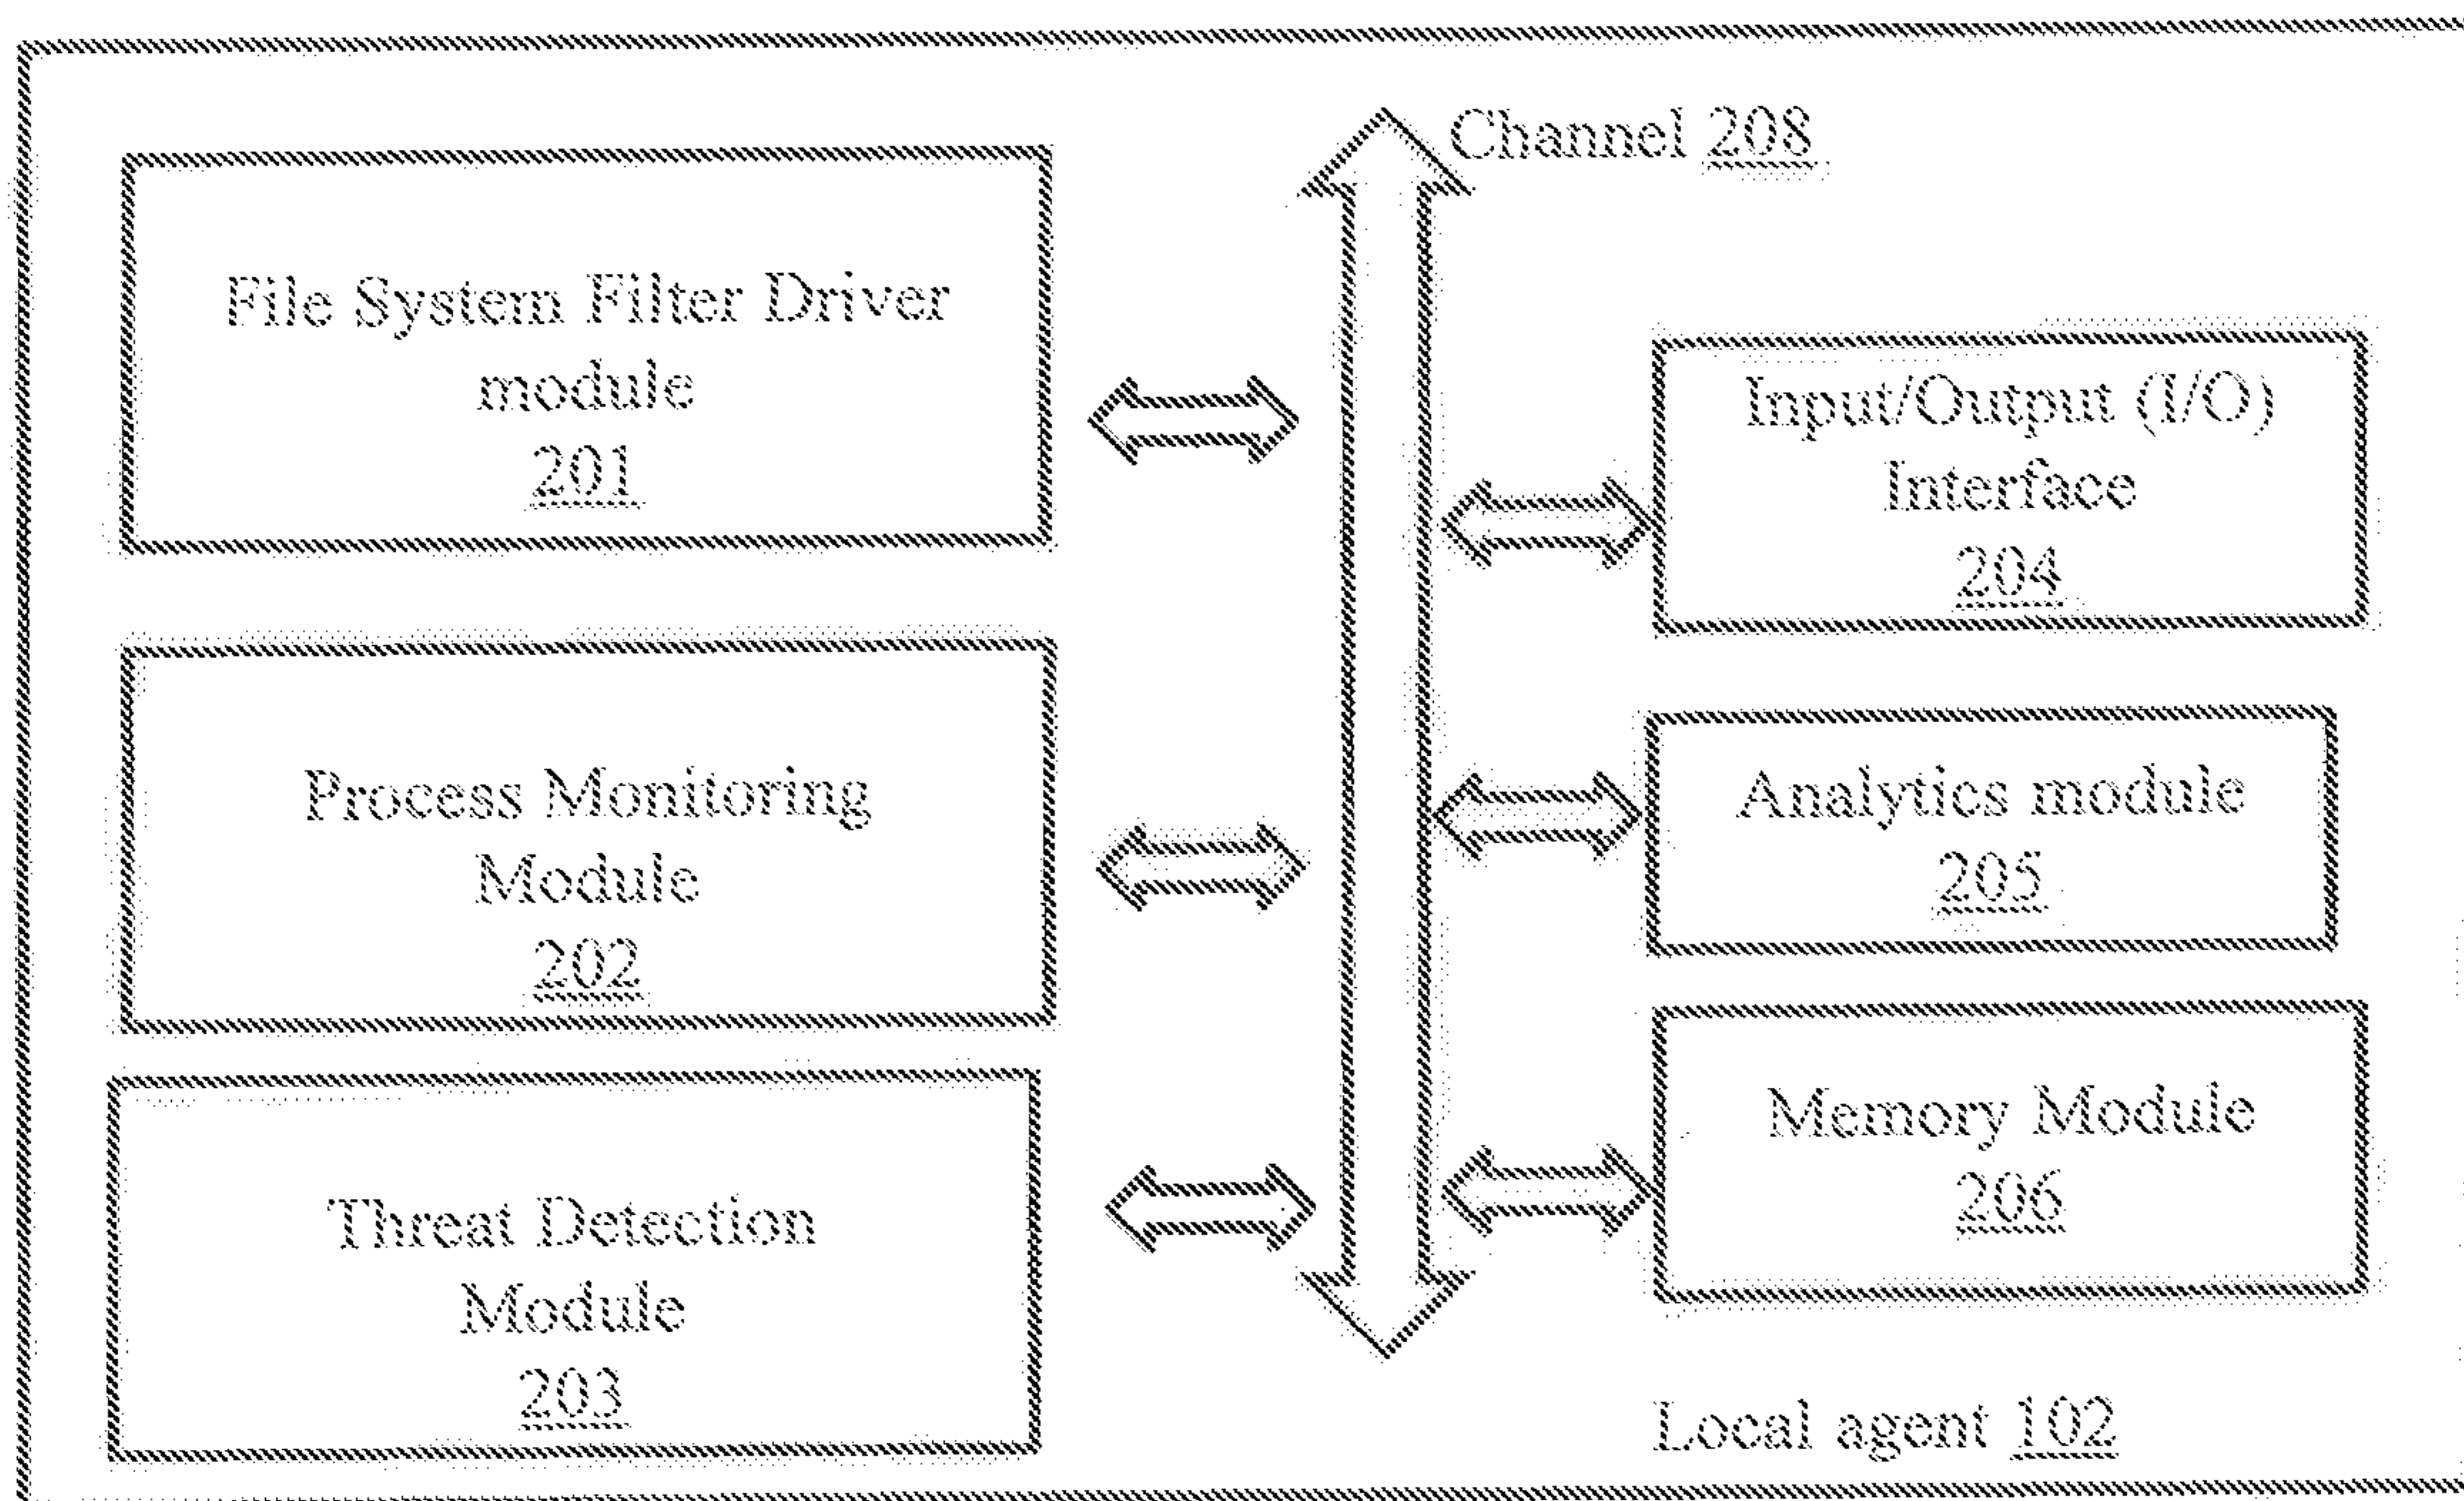 Channel 208
File System Filter Driver
module
201
Input/Output (I/O)
Interface
204
Process Monitoring
Module
202
Analytics module
205
Threat Detection
Module
203
Memory Module
206
Local agent 102